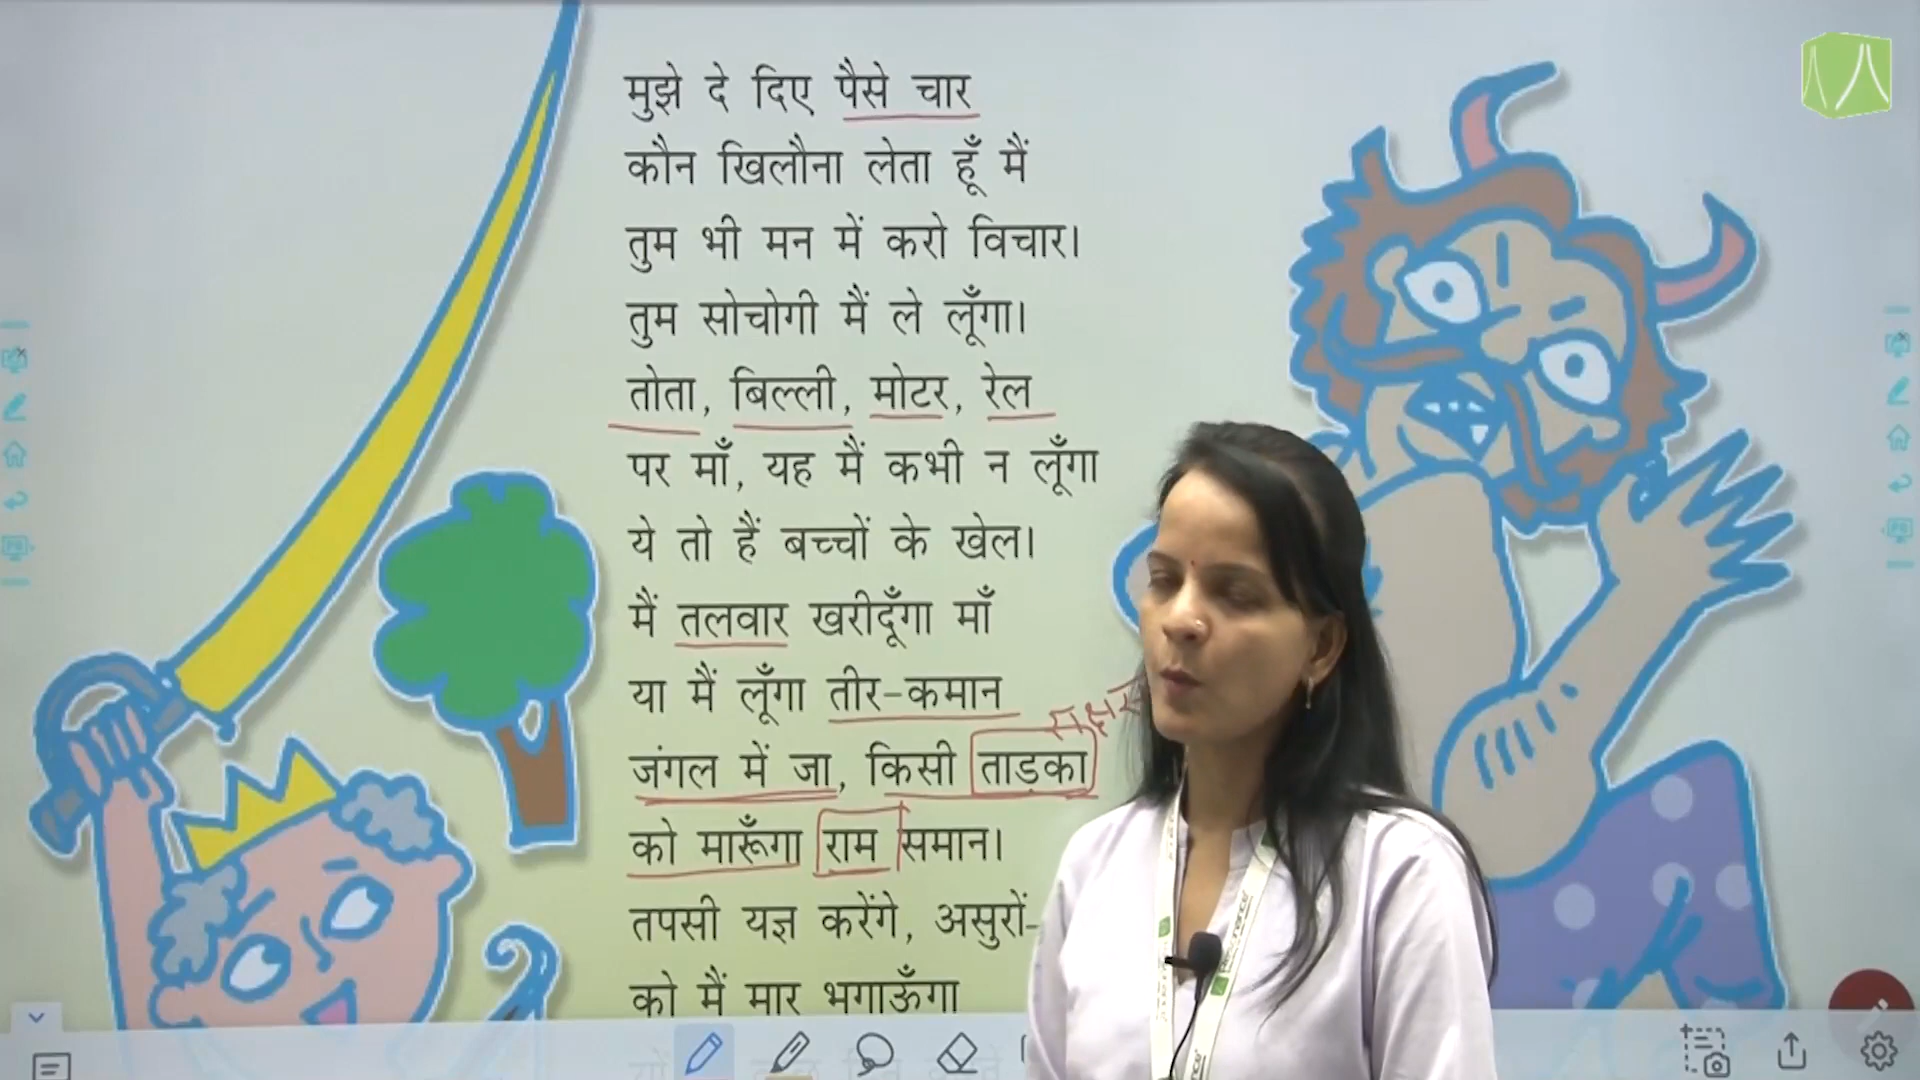 मुझे दे दिए पैसे चार
कौन खिलौना लेता हूँ मैं
तुम भी मन में करो विचार।
तुम सोचोगी मैं ले लूँगा।
तोता, बिल्ली, मोटर, रेल
पर माँ, यह मैं कभी न लूँगा
ये तो हैं बच्चों के खेल।
मैं तलवार खरीदूँगा माँ
या मैं लूँगा तीर-कमान
जंगल में जा, किसी ताड़का
को मारूँगा राम समान।
तपसी यज्ञ करेंगे, असुरों-
को मैं मार भगाऊँगा